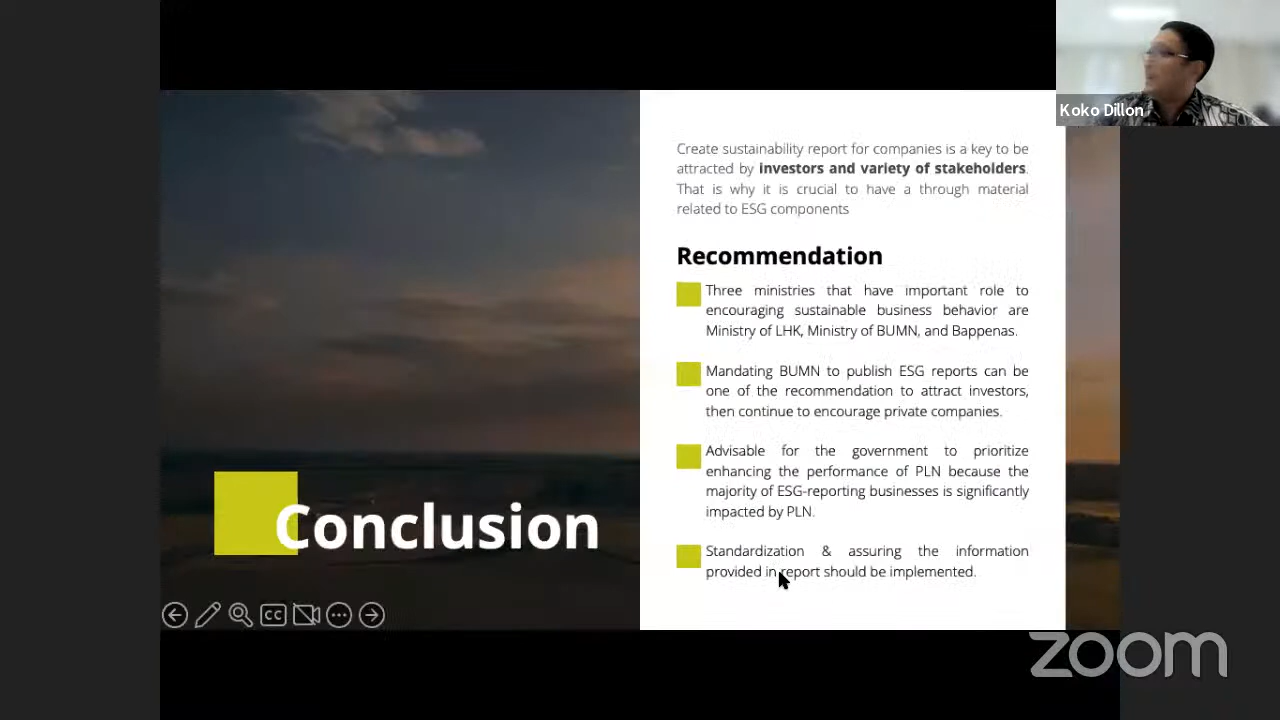 Koko Dillon
Create sustainability report for companies is a key to be
attracted by investors and variety of stakeholders.
That is why it is crucial to have a through material
related to ESG components
Recommendation
Three ministries that have important role to
encouraging sustainable business behavior are
Ministry of LHK, Ministry of BUMN, and Bappenas.
Mandating BUMN to publish ESG reports can be
one of the recommendation to attract investors,
then continue to encourage private companies.
Advisable for the government to prioritize
enhancing the performance of PLN because the
majority of ESG-reporting businesses is significantly
impacted by PLN.
Standardization & assuring the information
provided in report should be implemented.
Conclusion
CC
zoom